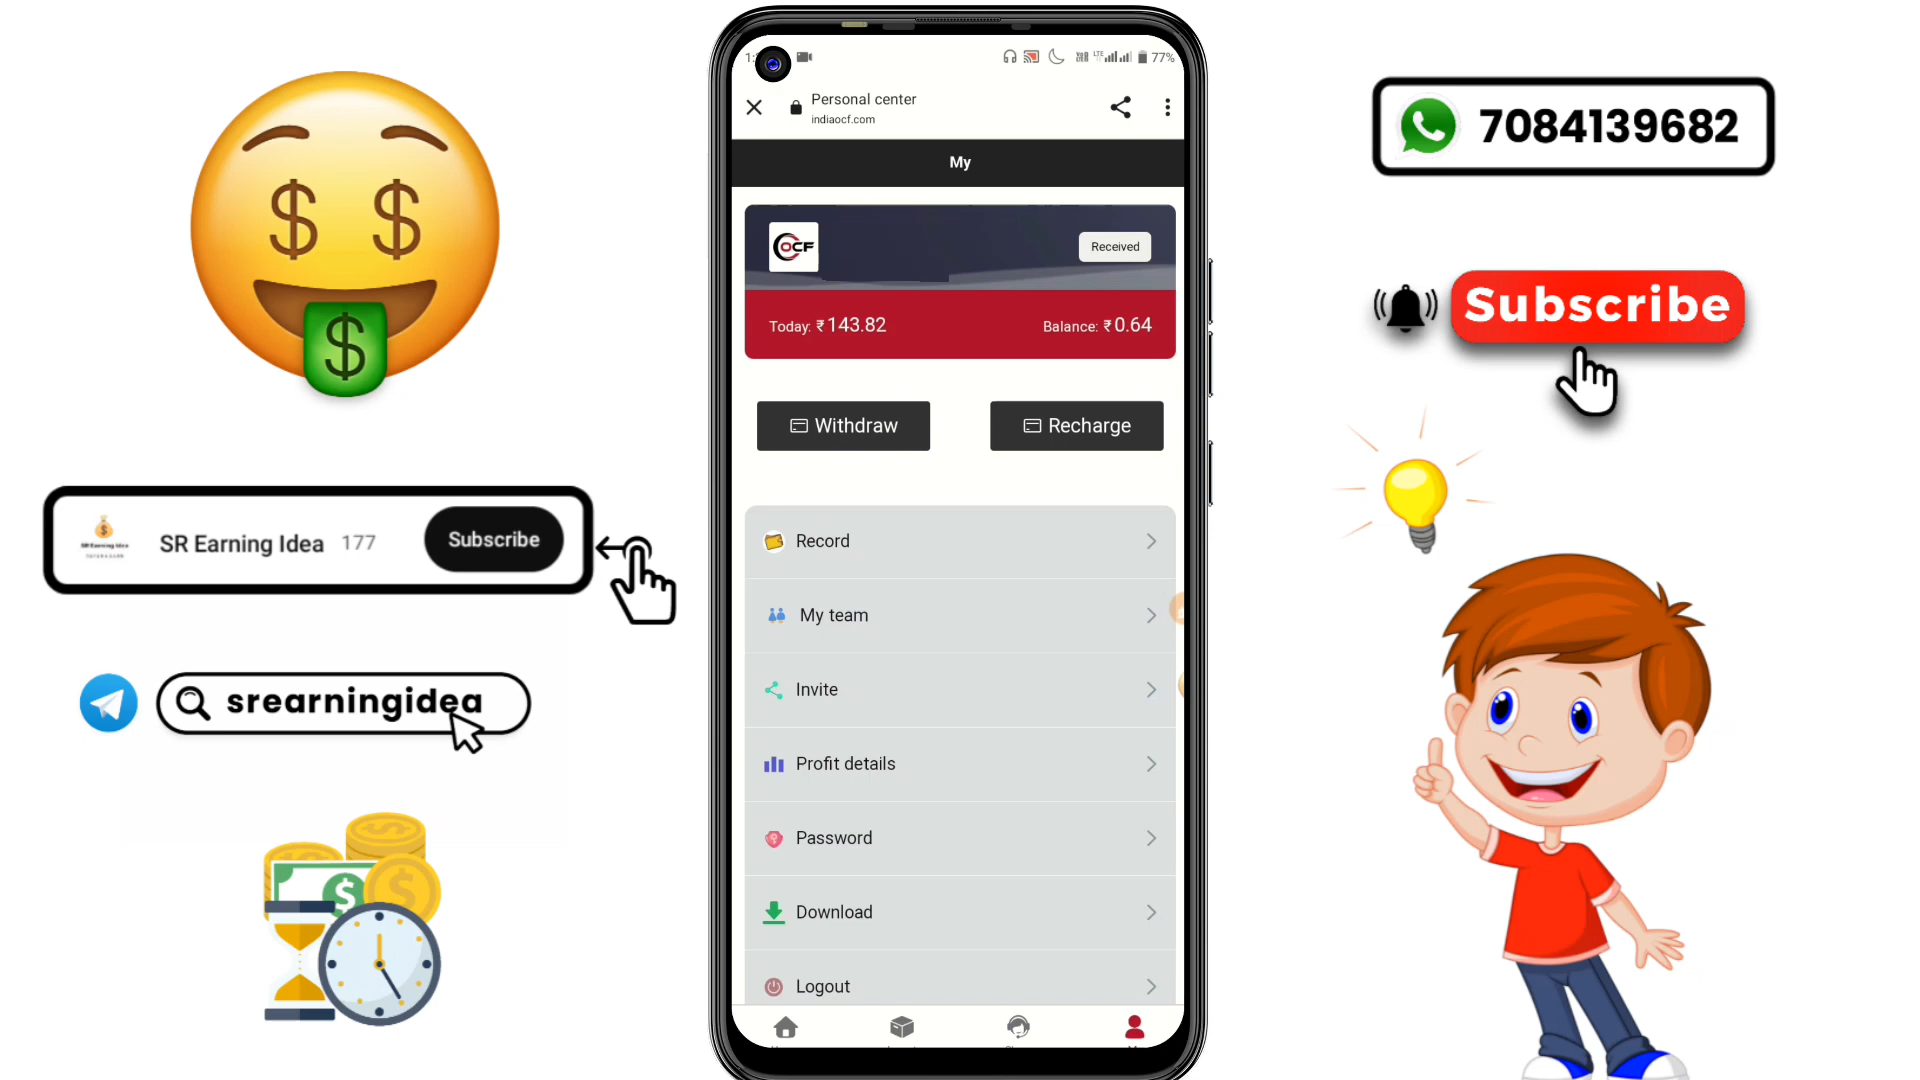 77%
Personal center
indiaocf.com
My
OCF
Received
Today: ₹143.82
Balance: ₹0.64
Withdraw
Recharge
Record
My team
Invite
Profit details
Password
Download
Logout
SR Earning Idea 177
Subscribe
srearningidea
7084139682
Subscribe